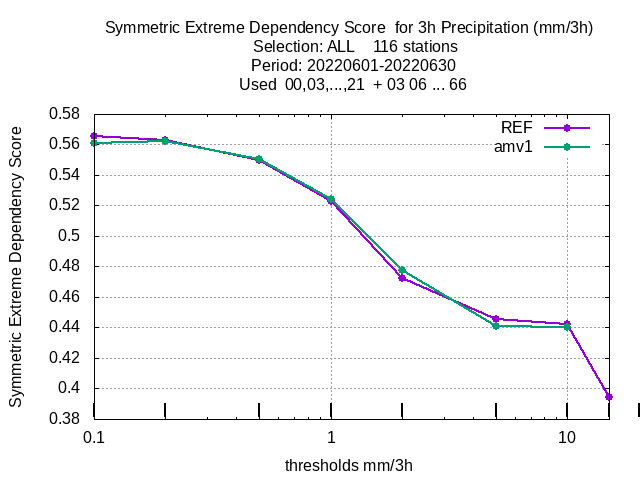 Symmetric Extreme Dependency Score  for 3h Precipitation (mm/3h)
Selection: ALL    116 stations
Period: 20220601-20220630
Used  00,03,...,21  + 03 06 ... 66
REF
amv1
Symmetric Extreme Dependency Score
0.58
0.56
0.54
0.52
0.5
0.48
0.46
0.44
0.42
0.4
0.38
0.1 1 10
thresholds mm/3h